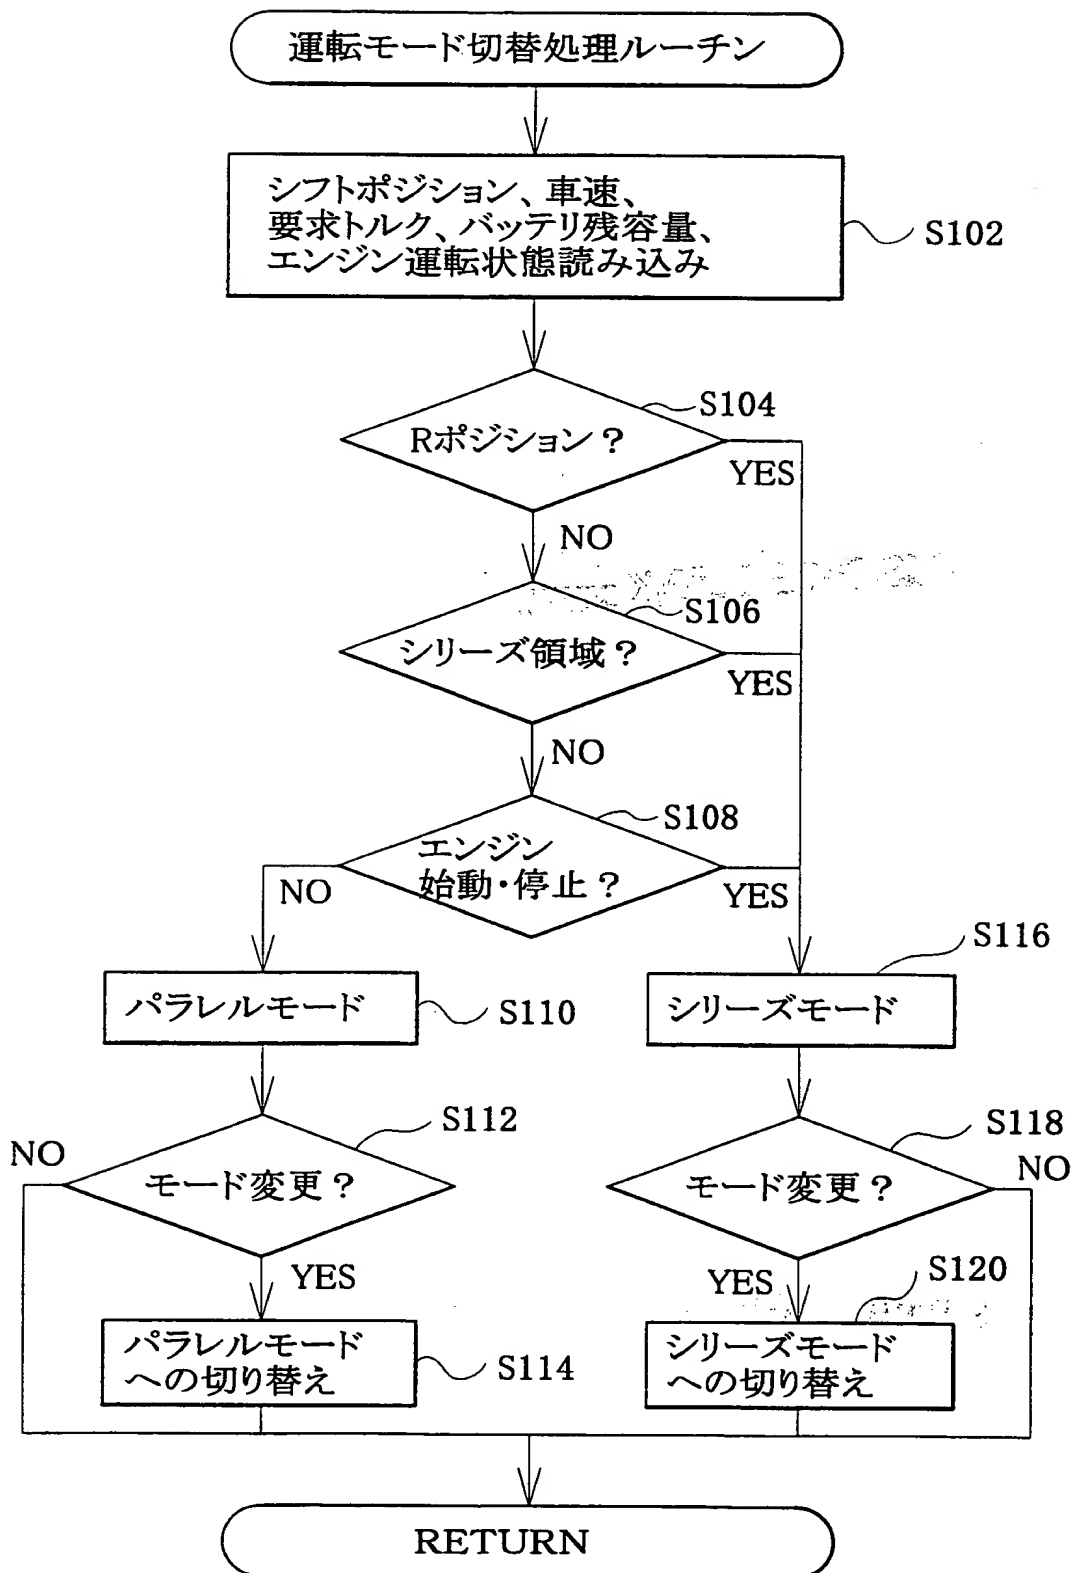 運転モード切替処理ルーチン
シフトポジション、車速、
要求トルク、バッテリ残容量、
エンジン運転状態読み込み
S102
S104
Rポジション？
YES
NO
S106
シリーズ領域？
YES
NO
S108
エンジン
始動・停止？
NO
YES
S116
パラレルモード
S110
シリーズモード
S112
S118
NO
モード変更？
モード変更？
NO
YES
YES
S120
パラレルモード
への切り替え
S114
シリーズモード
への切り替え
RETURN